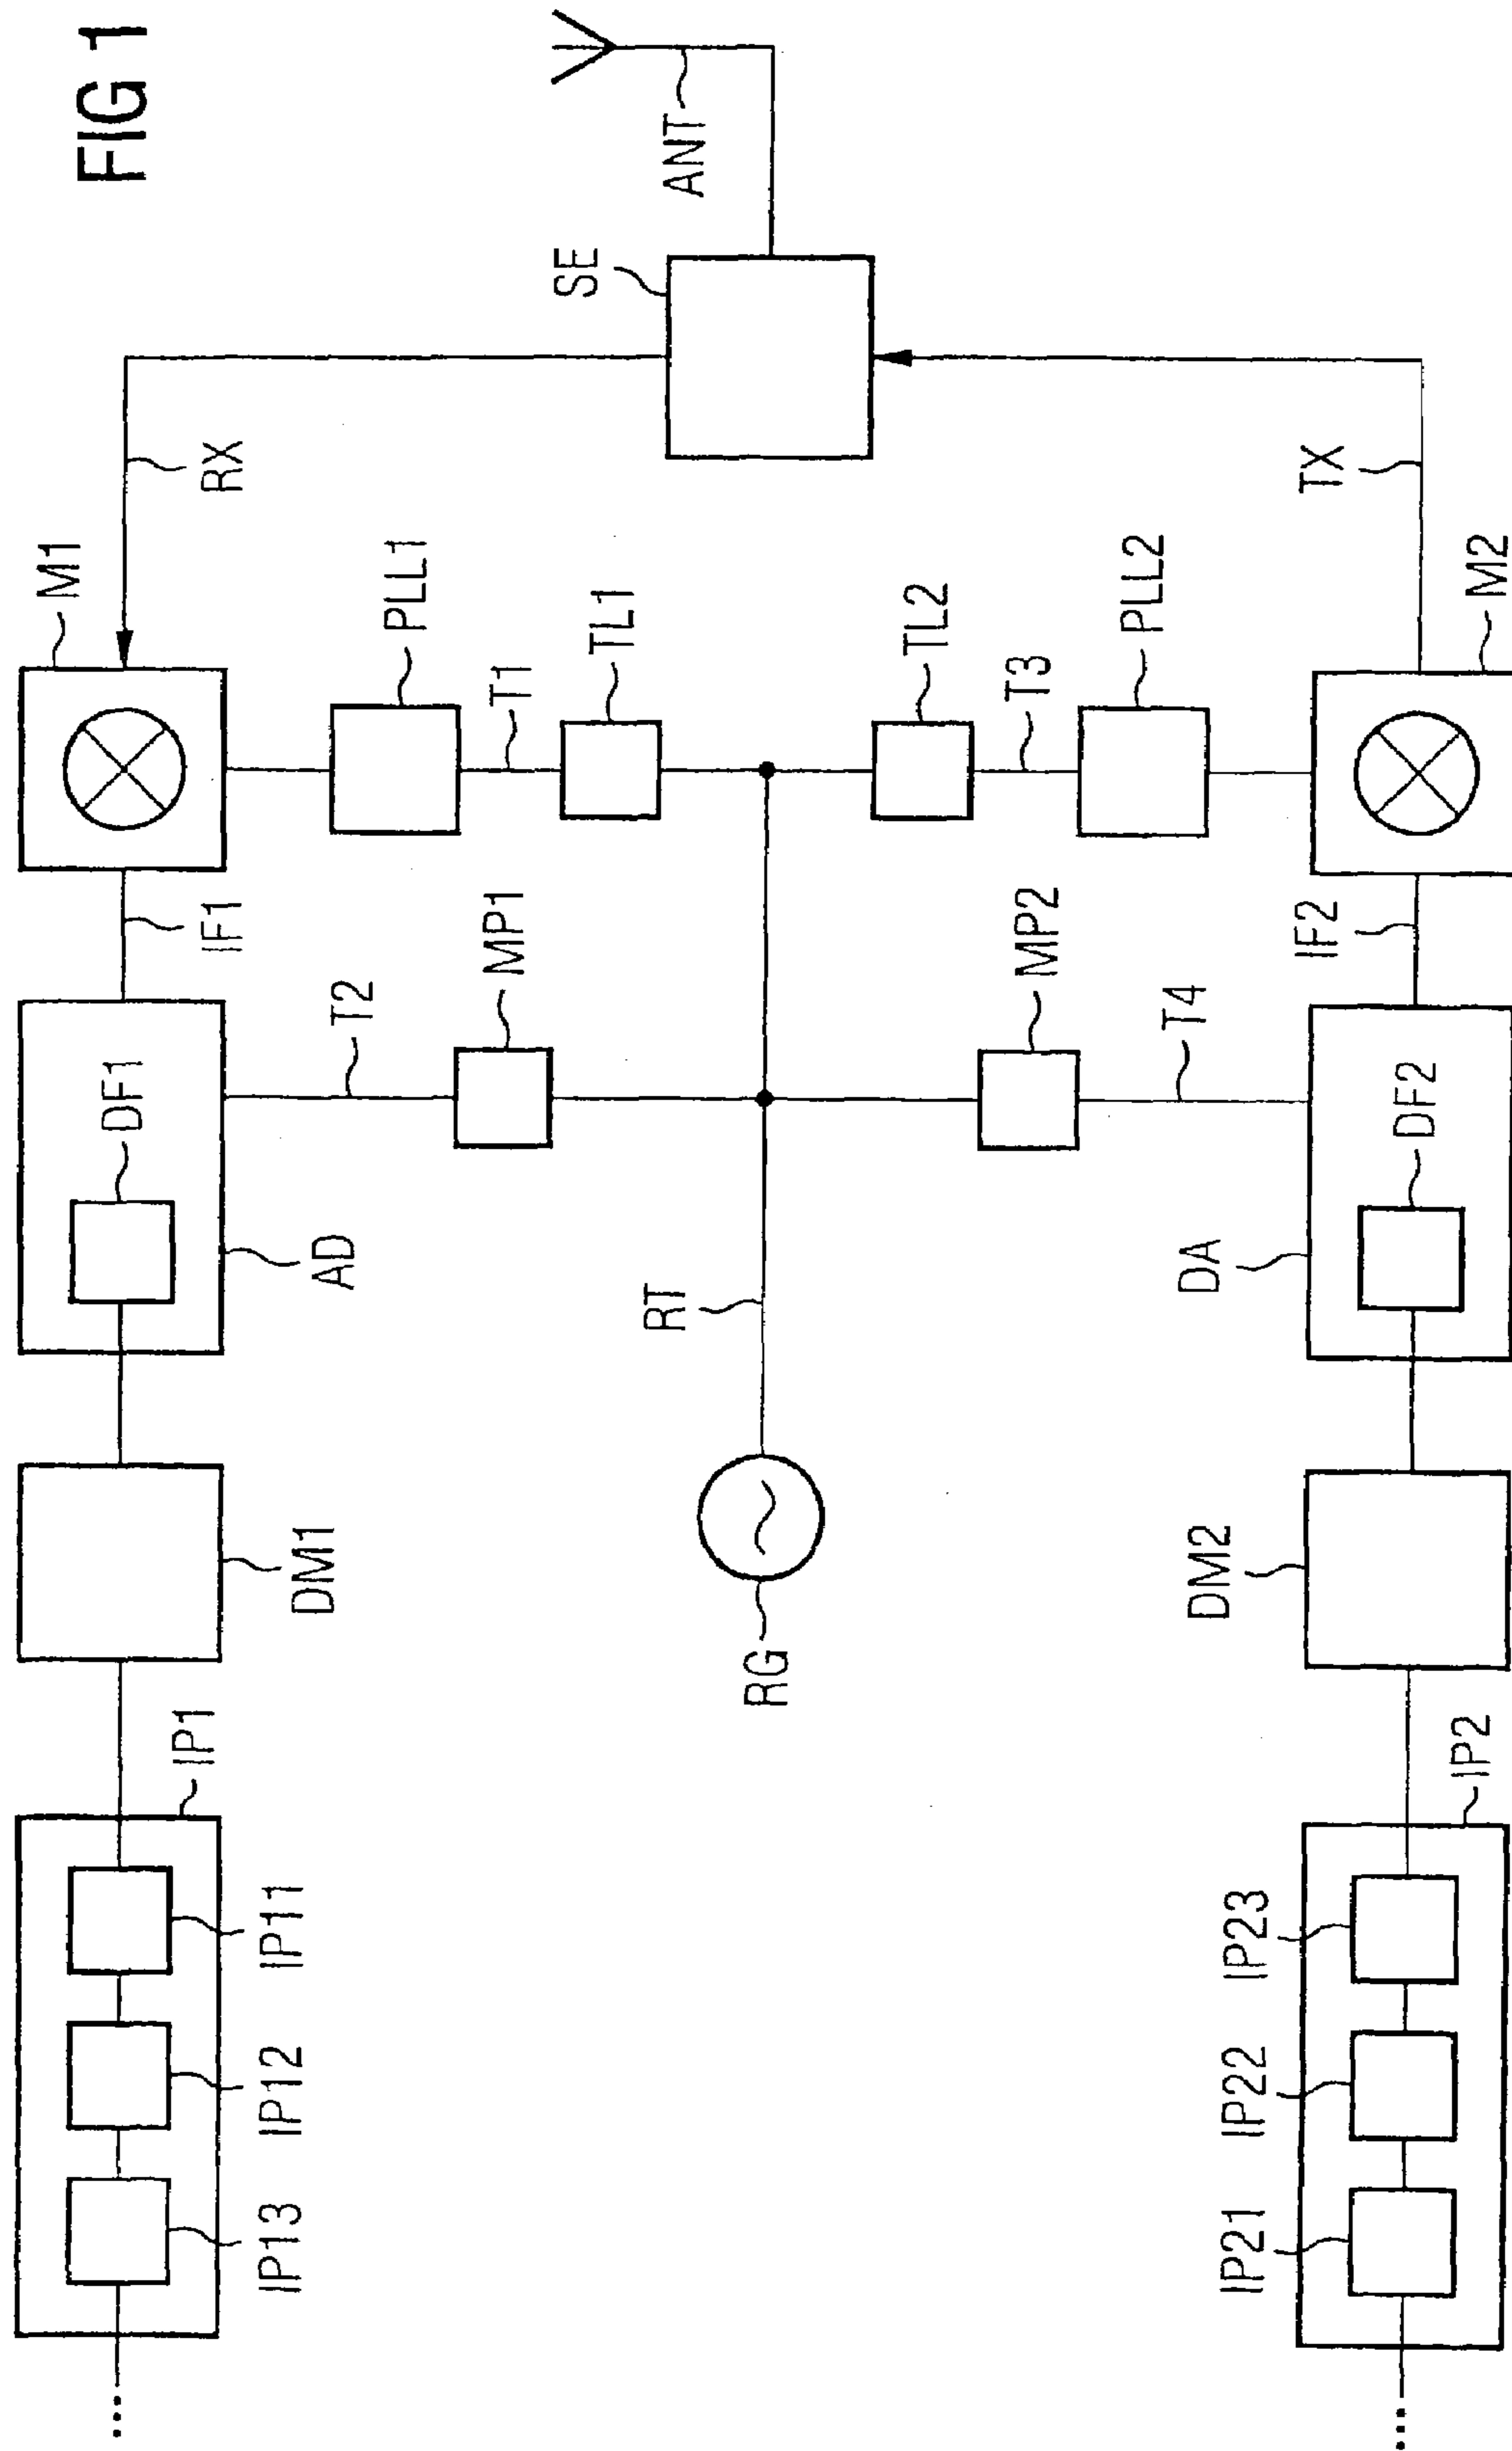 FIG 1
ANT
SE
RX
TX
M1
PLL1
TL1
T1
TL2
T3
PLL2
M2
IF1
IF2
MP1
T2
MP2
T4
DF1
AD
DF2
DA
RT
RG
DM1
DM2
IP1
IP11
IP12
IP13
...
IP2
IP23
IP22
IP21
...